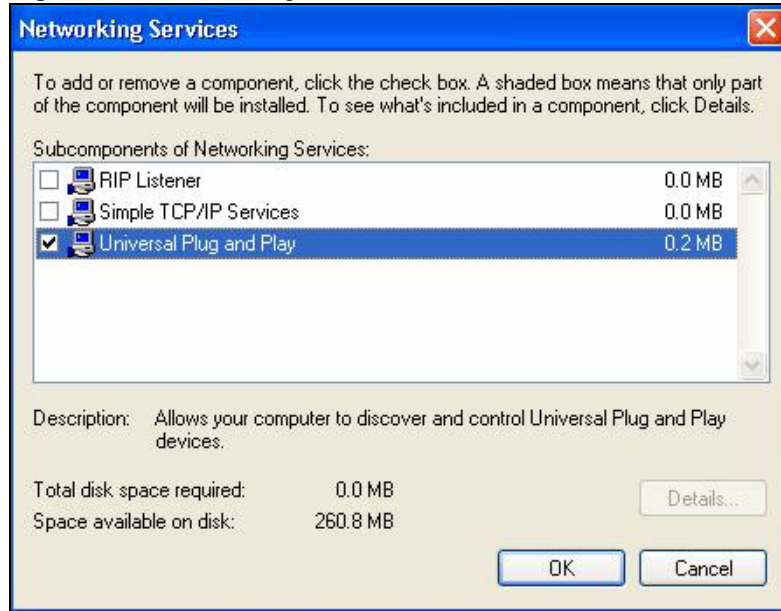 Networking Services
To add or remove a component, click the check box. A shaded box means that only part
of the component will be installed. To see what's included in a component, click Details.
Subcomponents of Networking Services:
RIP Listener 0.0 MB
Simple TCP/IP Services 0.0 MB
Universal Plug and Play 0.2 MB
Description: Allows your computer to discover and control Universal Plug and Play
devices.
Total disk space required: 0.0 MB
Details...
Space available on disk: 260.8 MB
OK Cancel